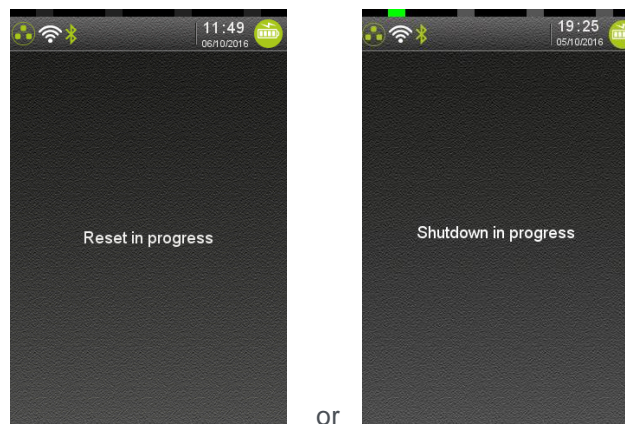 11:49
06/10/2016
Reset in progress
or
19:25
05/10/2016
Shutdown in progress